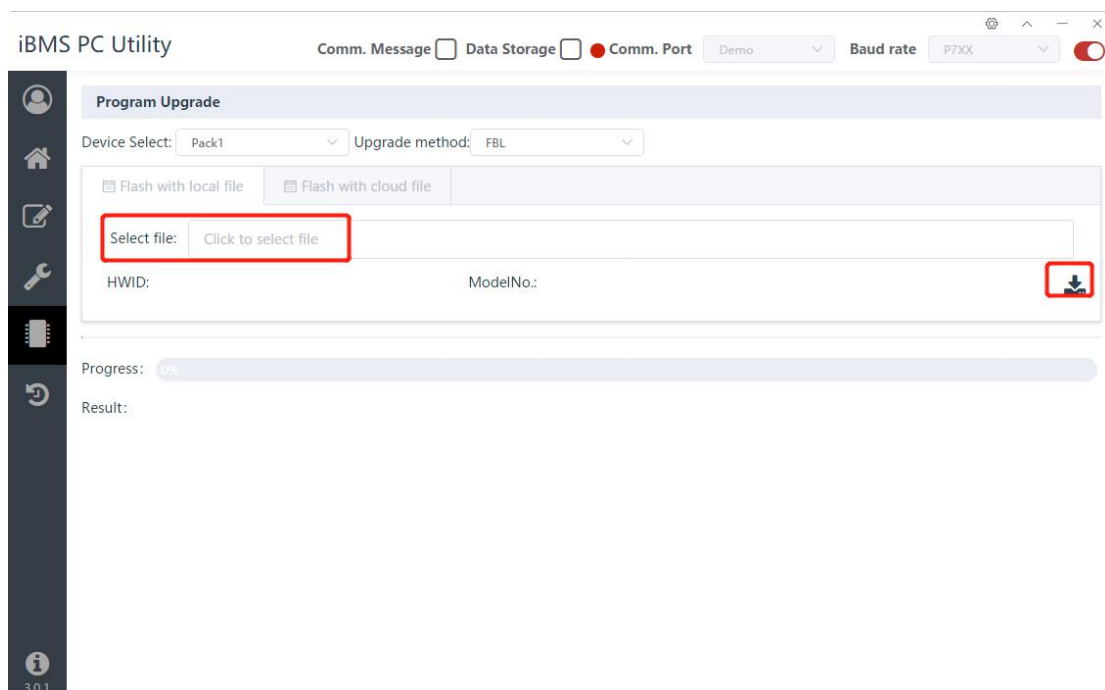 iBMS PC Utility
Comm. Message Data Storage Comm. Port Demo Baud rate P7XX
Program Upgrade
Device Select: Pack1 Upgrade method: FBL
Flash with local file Flash with cloud file
Select file: Click to select file
HWID: ModelNo.:
Progress: 0%
Result:
3.0.1